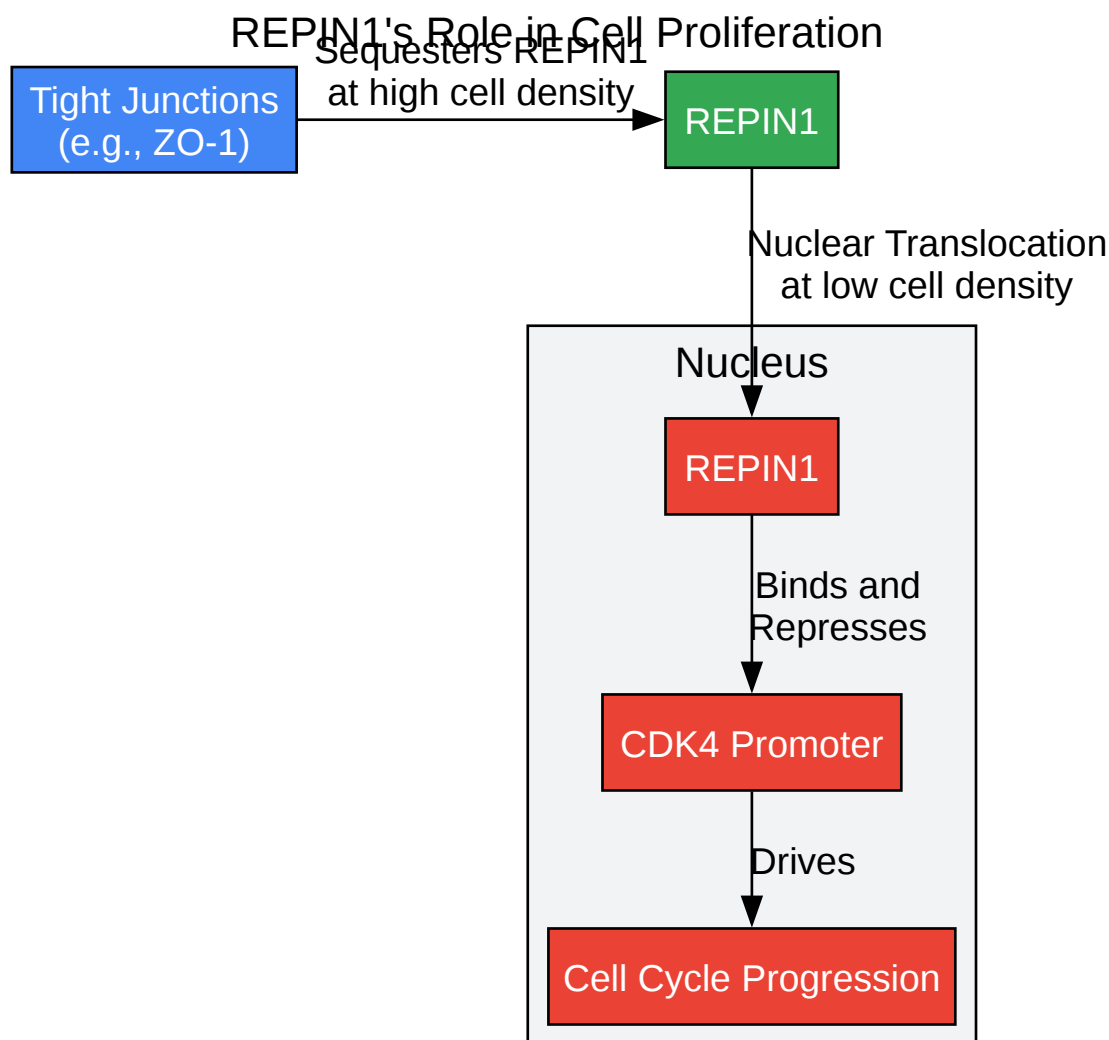 REPIN1's Role in Cell Proliferation
Sequesters REPIN1
at high cell density
Tight Junctions
(e.g., ZO-1)
REPIN1
Nuclear Translocation
at low cell density
Nucleus
REPIN1
Binds and
Represses
CDK4 Promoter
Drives
Cell Cycle Progression